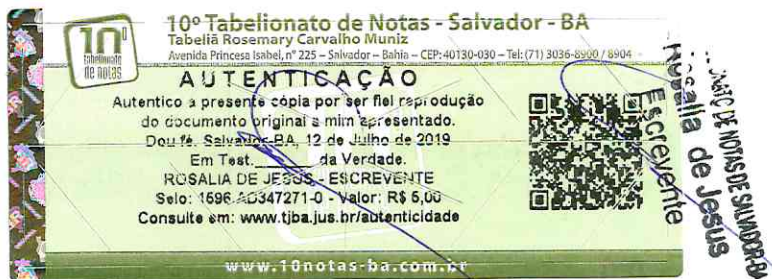 10º Tabelionato de Notas - Salvador - BA
Tabeliã Rosemary Carvalho Muniz
Avenida Princesa Isabel, n° 225 – Salvador – Bahia – CEP: 40130-030 – Tel: (71) 3036-8900 / 8904
10º
tabelionato
de notas
AUTENTICAÇÃO
Autentico a presente cópia por ser fiel reprodução
do documento original a mim apresentado.
Dou fé. Salvador-BA, 12 de Julho de 2019
Em Test.______da Verdade.
ROSALIA DE JESUS - ESCREVENTE
Selo: 1596.AD347271-0 - Valor: R$ 5,00
Consulte em: www.tjba.jus.br/autenticidade
www.10notas-ba.com.br
DE NOTAS DE SALVADOR-BA
Rosalia de Jesus
Escrevente